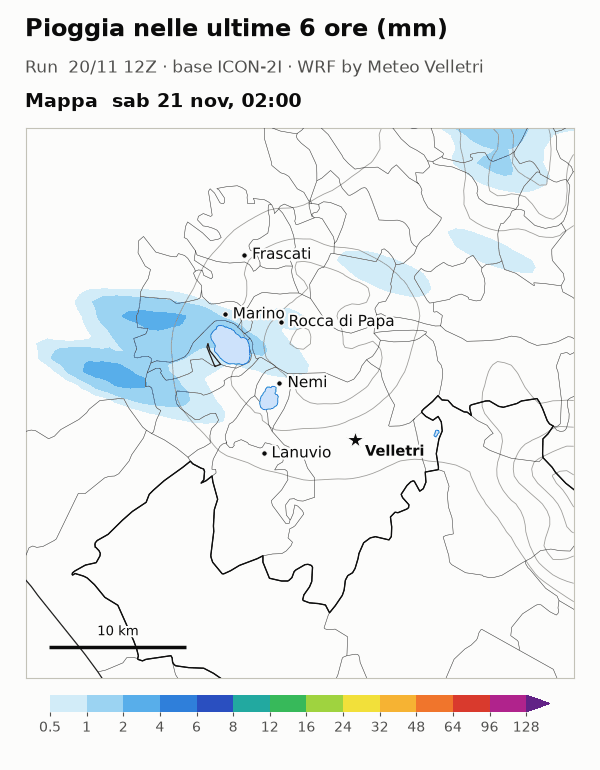 Pioggia nelle ultime 6 ore (mm)
Run  20/11 12Z · base ICON-2I · WRF by Meteo Velletri
Mappa  sab 21 nov, 02:00
Frascati
Marino
Rocca di Papa
Nemi
Velletri
Lanuvio
10 km
0.5 1 2 4 6 8 12 16 24 32 48 64 96 128